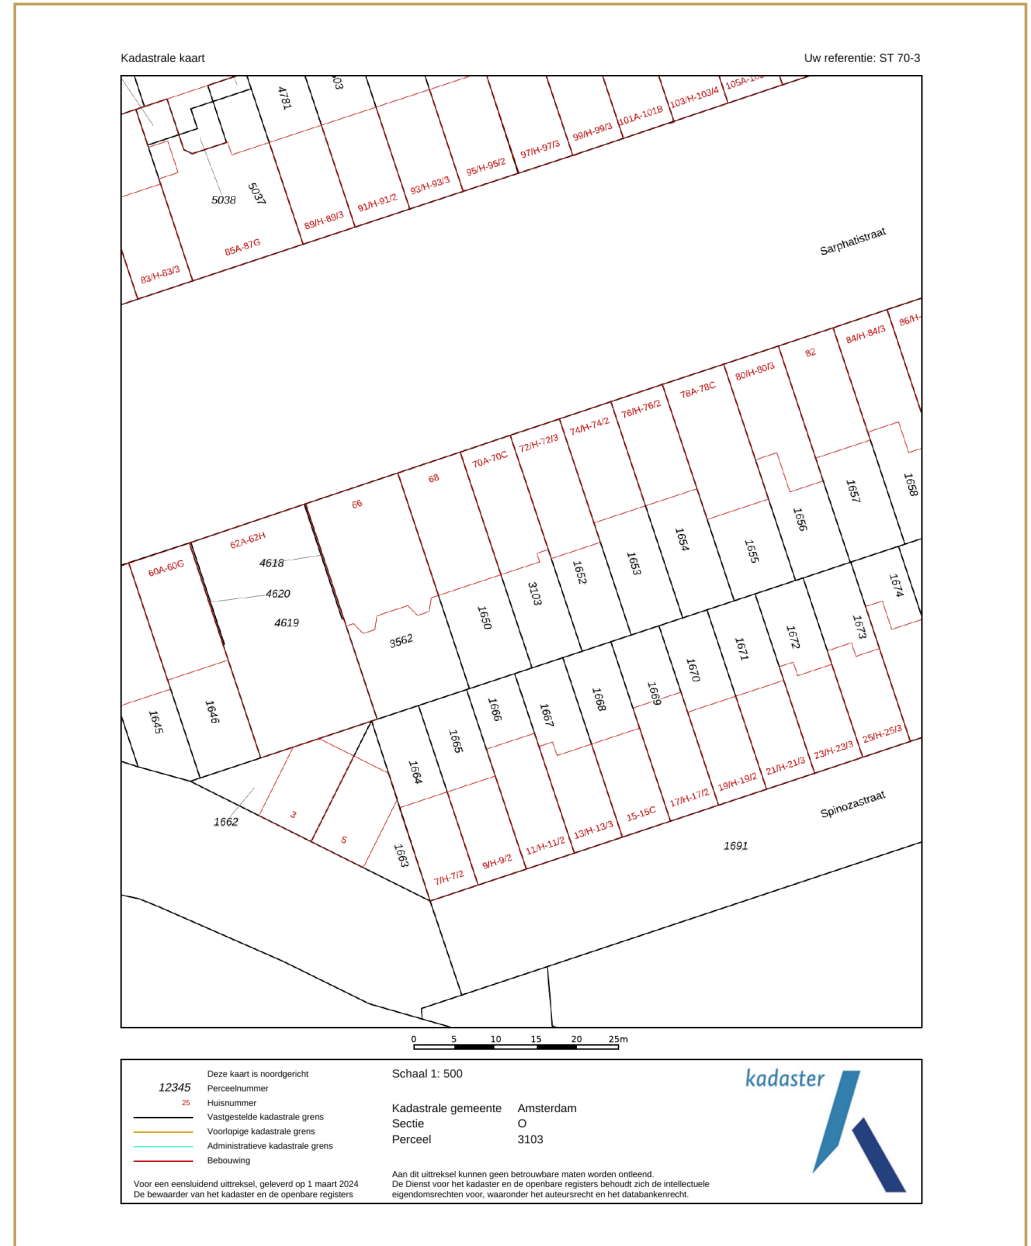 Kadastrale kaart
Uw referentie: ST 70-3
4781
5038
5037
83/H-83/3
85A-87G
89/H-89/3
91/H-91/2
93/H-93/3
95/H-95/2
97/H-97/3
99/H-99/3
101A-101B
103/H-103/4
Sarphatistraat
60A-60G
62A-62H
66
68
70A-70C
72/H-72/3
74/H-74/2
76/H-76/2
78A-78C
80/H-80/3
82
84/H-84/3
86/H-
4618
4620
4619
3562
1645
1646
1650
3103
1652
1653
1654
1655
1656
1657
1658
1662
3
5
1663
1664
1665
1666
1667
1668
1669
1670
1671
1672
1673
1674
7/H-7/2
9/H-9/2
11/H-11/2
13/H-13/3
15-15C
17/H-17/2
19/H-19/2
21/H-21/3
23/H-23/3
25/H-25/3
Spinozastraat
1691
0 5 10 15 20 25m
Deze kaart is noordgericht
12345 Perceelnummer
25 Huisnummer
Vastgestelde kadastrale grens
Voorlopige kadastrale grens
Administratieve kadastrale grens
Bebouwing
Voor een eensluidend uittreksel, geleverd op 1 maart 2024
De bewaarder van het kadaster en de openbare registers
Schaal 1: 500
Kadastrale gemeente Amsterdam
Sectie O
Perceel 3103
Aan dit uittreksel kunnen geen betrouwbare maten worden ontleend.
De Dienst voor het kadaster en de openbare registers behoudt zich de intellectuele
eigendomsrechten voor, waaronder het auteursrecht en het databankenrecht.
kadaster